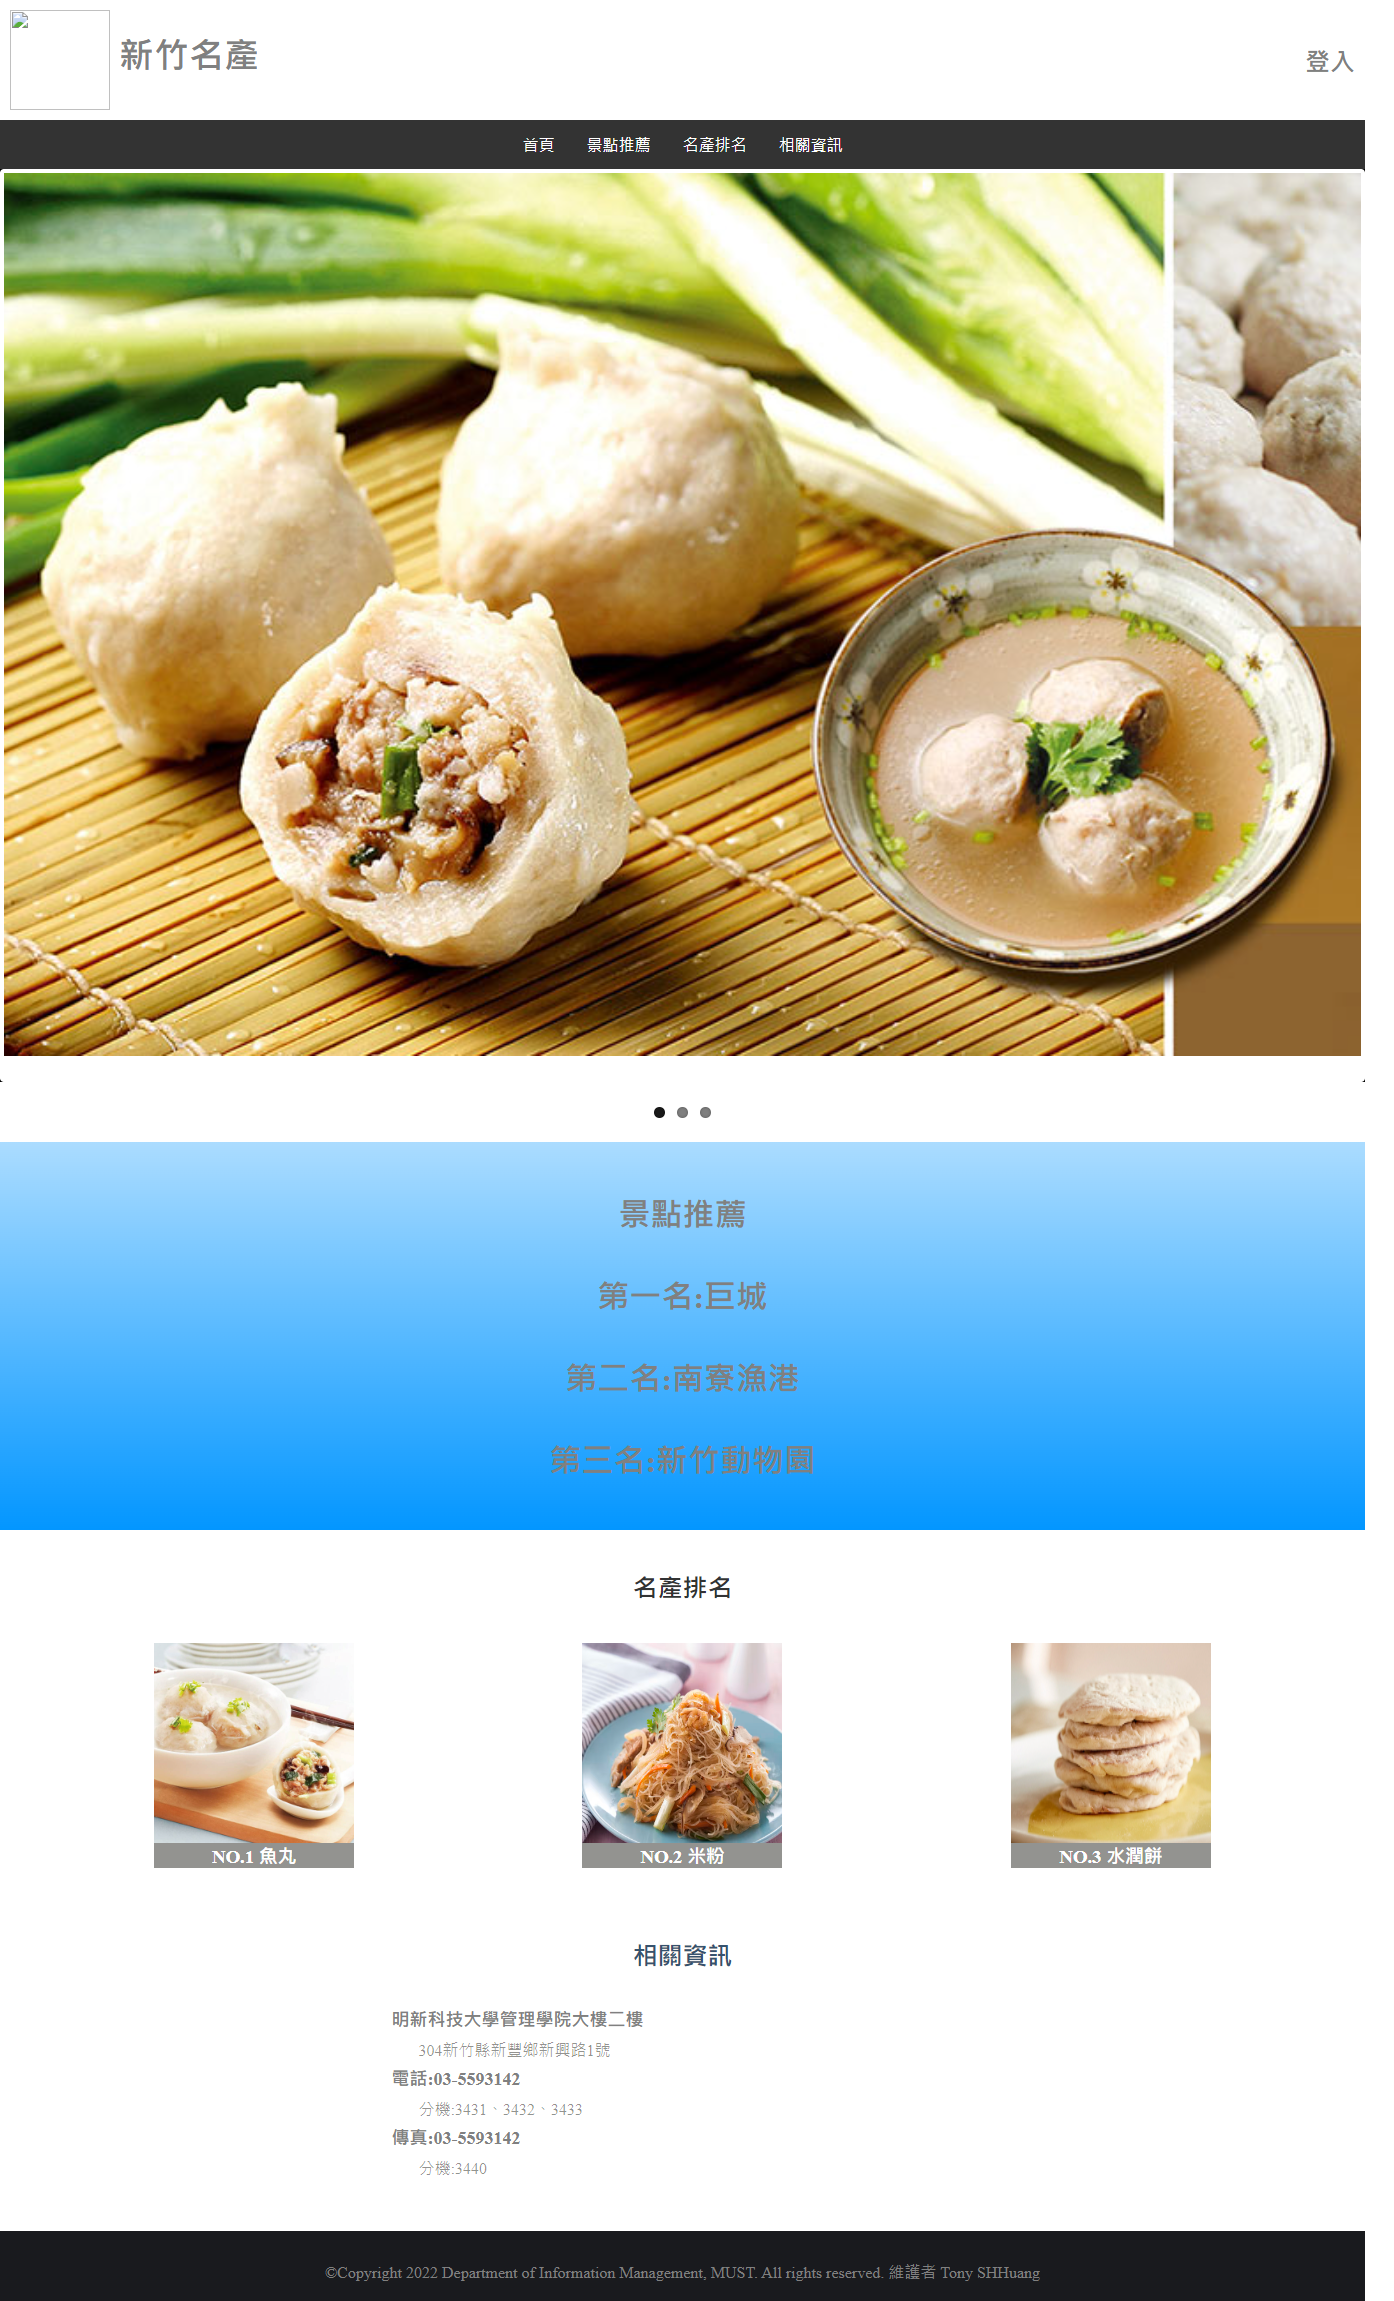 新竹名產
登入
首頁 景點推薦 名產排名 相關資訊
景點推薦
第一名:巨城
第二名:南寮漁港
第三名:新竹動物園
名產排名
NO.1 魚丸
NO.2 米粉
NO.3 水潤餅
相關資訊
明新科技大學管理學院大樓二樓
304新竹縣新豐鄉新興路1號
電話:03-5593142
分機:3431、3432、3433
傳真:03-5593142
分機:3440
©Copyright 2022 Department of Information Management, MUST. All rights reserved. 維護者 Tony SHHuang